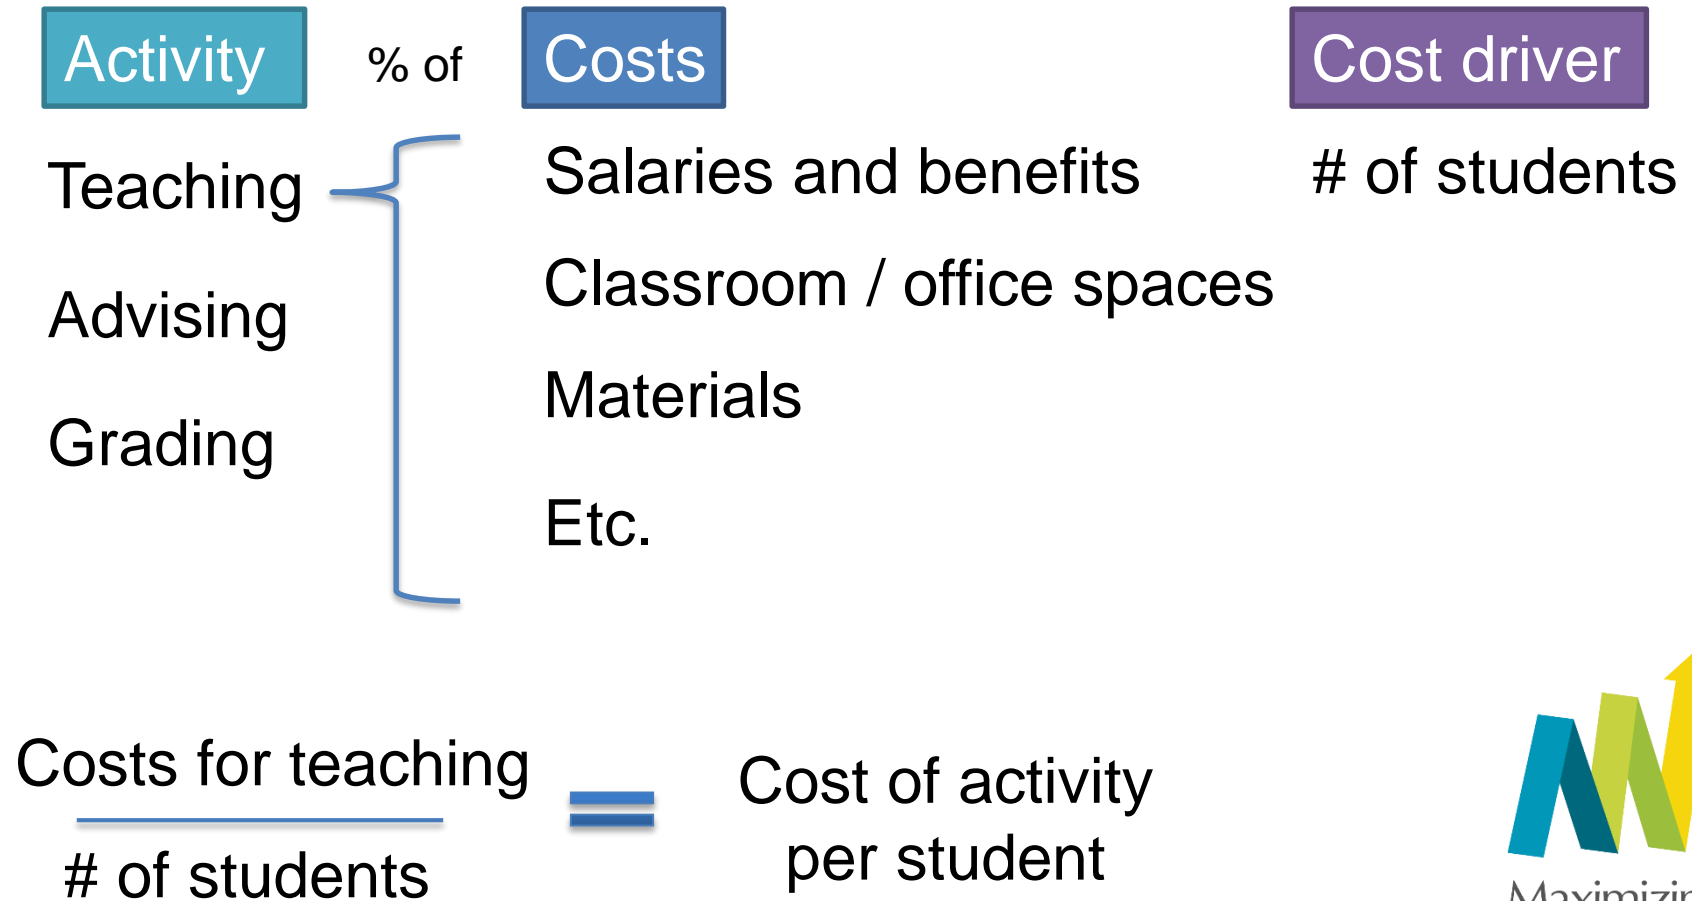 Activity % of Costs Cost driver
Teaching
Advising
Grading
Salaries and benefits
Classroom / office spaces
Materials
Etc.
# of students
Costs for teaching
# of students
=
Cost of activity
per student